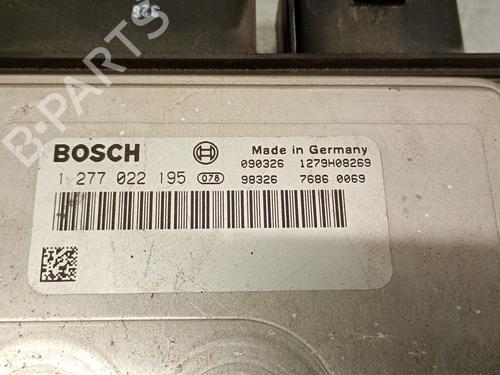 BOSCH
Made in Germany
090326 1279H08269
1 277 022 195 078
98326 7686 0069
B-PARTS